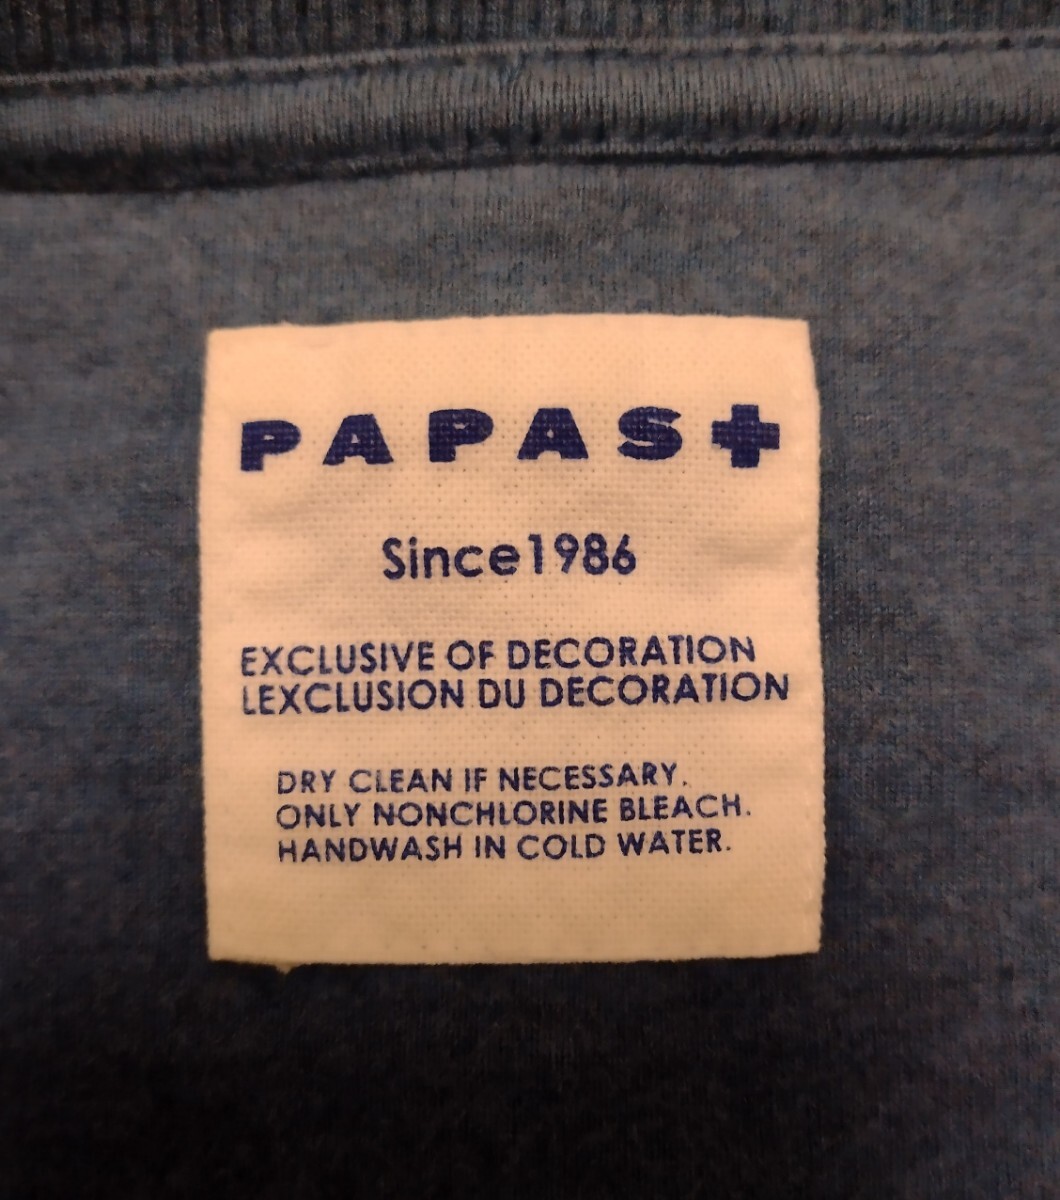 PAPAS+
Since1986
EXCLUSIVE OF DECORATION
LEXCLUSION DU DECORATION
DRY CLEAN IF NECESSARY.
ONLY NONCHLORINE BLEACH.
HANDWASH IN COLD WATER.